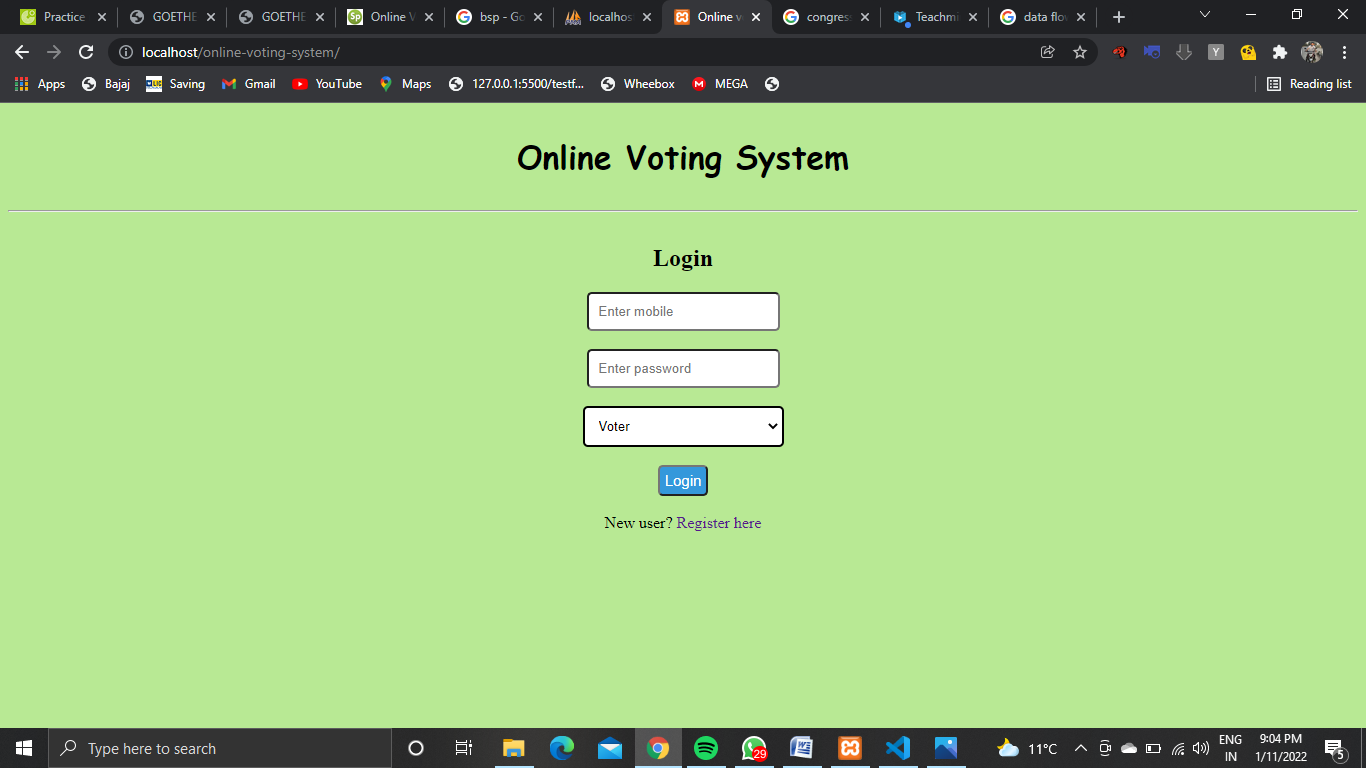 Practice
GOETHE
GOETHE
Online V
bsp - Go
localhos
Online v
congress
Teachmi
data flow
localhost/online-voting-system/
Apps
Bajaj
Saving
Gmail
YouTube
Maps
127.0.0.1:5500/testf...
Wheebox
MEGA
Reading list
Online Voting System
Login
Enter mobile
Enter password
Voter
Login
New user? Register here
Type here to search
29
11°C
ENG
IN
9:04 PM
1/11/2022
5